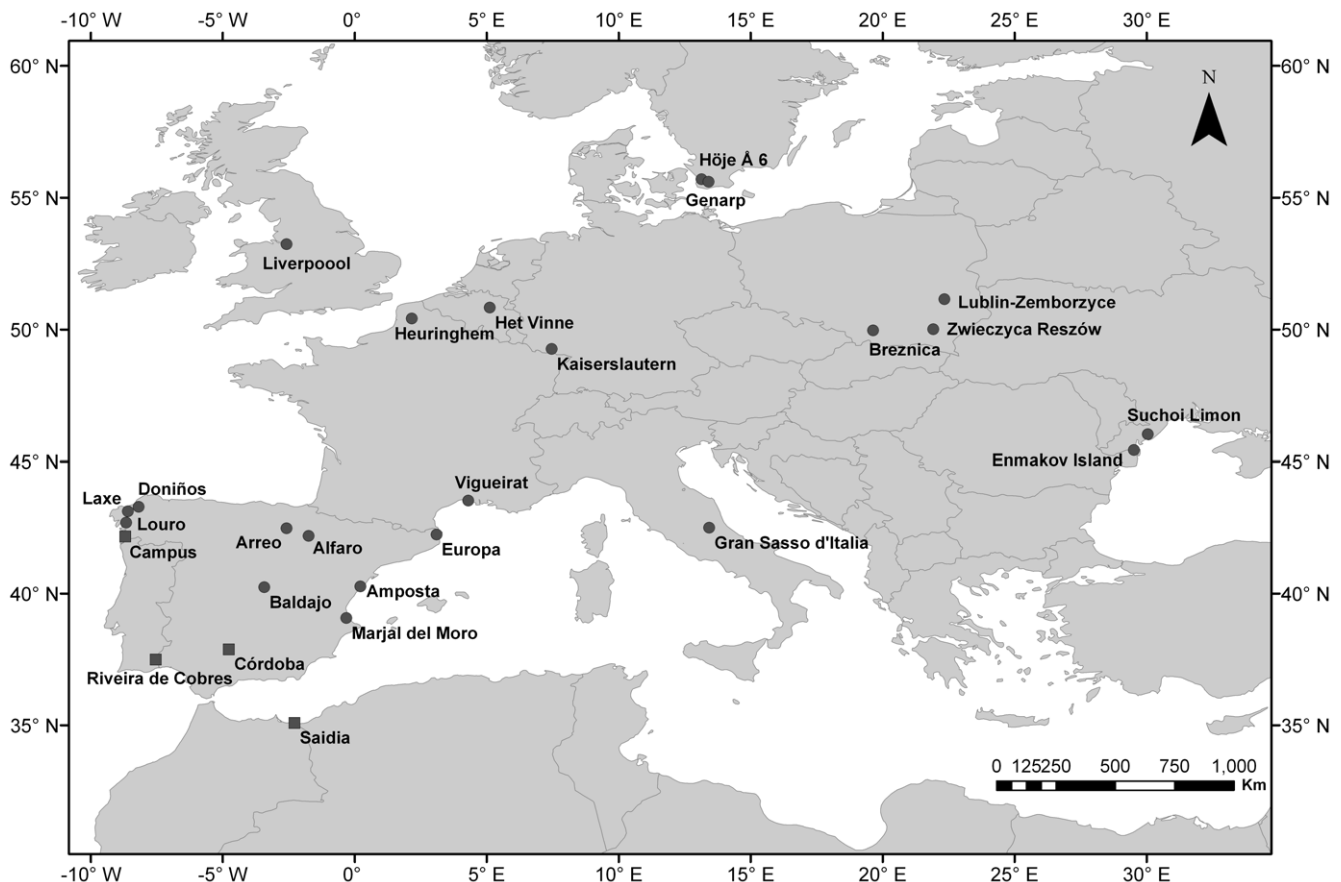 -10° W -5° W 0° 5° E 10° E 15° E 20° E 25° E 30° E
60° N 60° N
N
Höje Å 6
55° N 55° N
Genarp
Liverpoool
Lublin-Zemborzyce
50° N Heuringhem Het Vinne Zwieczyca Reszów 50° N
Breznica
Kaiserslautern
Suchoi Limon
45° N Enmakov Island 45° N
Vigueirat
Laxe Doniños
Louro
Arreo Alfaro Europa Gran Sasso d'Italia
Campus
40° N Amposta 40° N
Baldajo
Marjal del Moro
Córdoba
Riveira de Cobres
35° N 35° N
Saidia
0 125250 500 750 1,000
Km
-10° W -5° W 0° 5° E 10° E 15° E 20° E 25° E 30° E